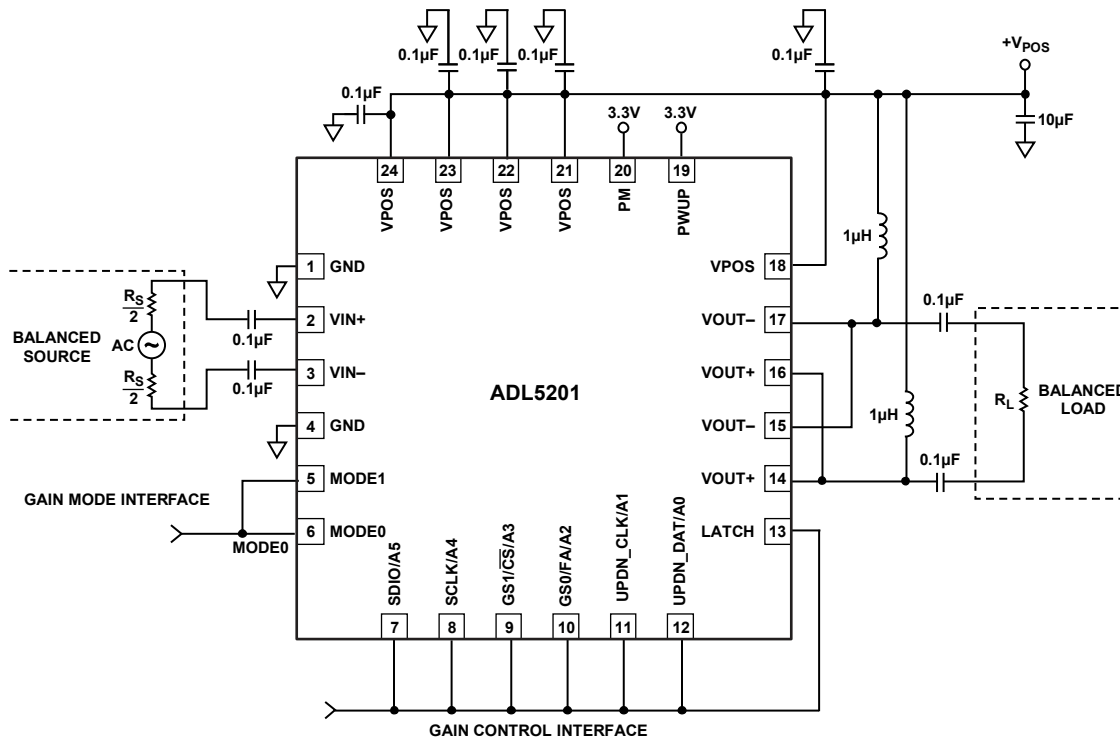 +VPOS
0.1µF
0.1µF
0.1µF
0.1µF
0.1µF
10µF
3.3V
3.3V
24
23
22
21
20
19
VPOS
VPOS
VPOS
VPOS
PM
PWUP
1µH
1 GND
VPOS 18
RS
2
0.1µF
2 VIN+
VOUT– 17
0.1µF
BALANCED
SOURCE
AC
RS
2
3 VIN–
0.1µF
VOUT+ 16
ADL5201
RL
BALANCED
LOAD
4 GND
VOUT– 15
1µH
0.1µF
5 MODE1
VOUT+ 14
GAIN MODE INTERFACE
6 MODE0
MODE0
LATCH 13
SDIO/A5
SCLK/A4
GS1/CS/A3
GS0/FA/A2
UPDN_CLK/A1
UPDN_DAT/A0
7
8
9
10
11
12
GAIN CONTROL INTERFACE